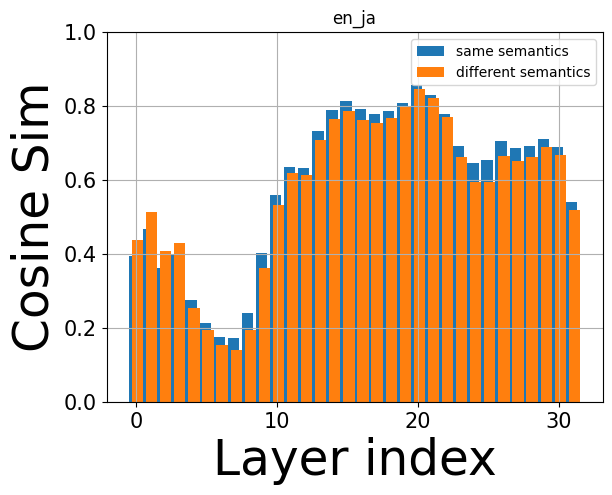 en_ja
same semantics
different semantics
Cosine Sim
1.0
0.8
0.6
0.4
0.2
0.0
0 10 20 30
Layer index